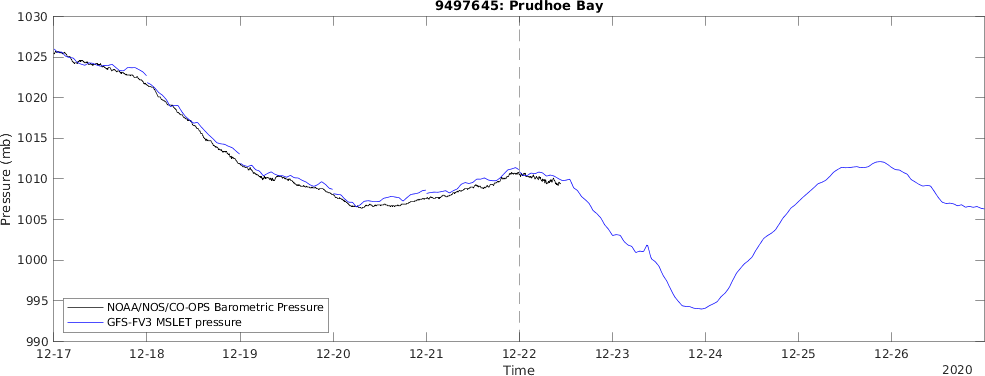 9497645: Prudhoe Bay
1030
1025
1020
1015
1010
1005
1000
995
990
Pressure (mb)
NOAA/NOS/CO-OPS Barometric Pressure
GFS-FV3 MSLET pressure
12-17 12-18 12-19 12-20 12-21 12-22 12-23 12-24 12-25 12-26
Time
2020